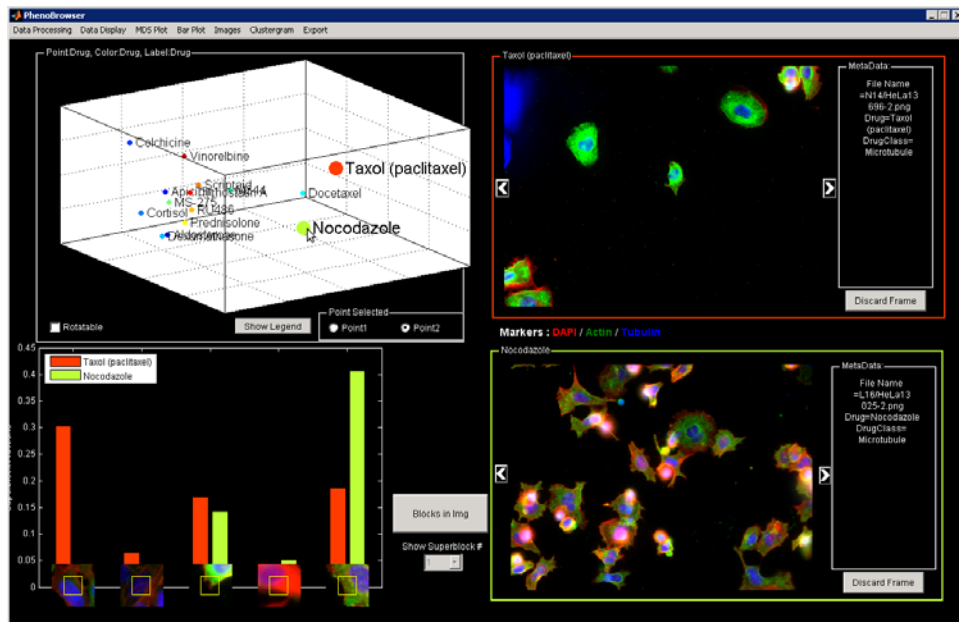 PhenoBrowser
Data Processing Data Display MDS Plot Bar Plot Images Clustergram Export
Point:Drug, Color:Drug, Label:Drug
Colchicine
Vinorelbine
Taxol (paclitaxel)
Scriptaid
Docetaxel
MS-275
Cortisol
RU486
Prednisolone
Nocodazole
Rotatable
Show Legend
Point Selected
Point1
Point2
Taxol (paclitaxel)
MetaData:
File Name
=N14/HeLa13
696-2.png
Drug=Taxol
(paclitaxel)
DrugClass=
Microtubule
Discard Frame
Markers : DAPI / Actin / Tubulin
0.45
0.4
0.35
0.3
0.25
0.2
0.15
0.1
0.05
0
Taxol (paclitaxel)
Nocodazole
Blocks in Img
Show Superblock #
1
Nocodazole
MetaData:
File Name
=L16/HeLa13
025-2.png
Drug=Nocodazole
DrugClass=
Microtubule
Discard Frame